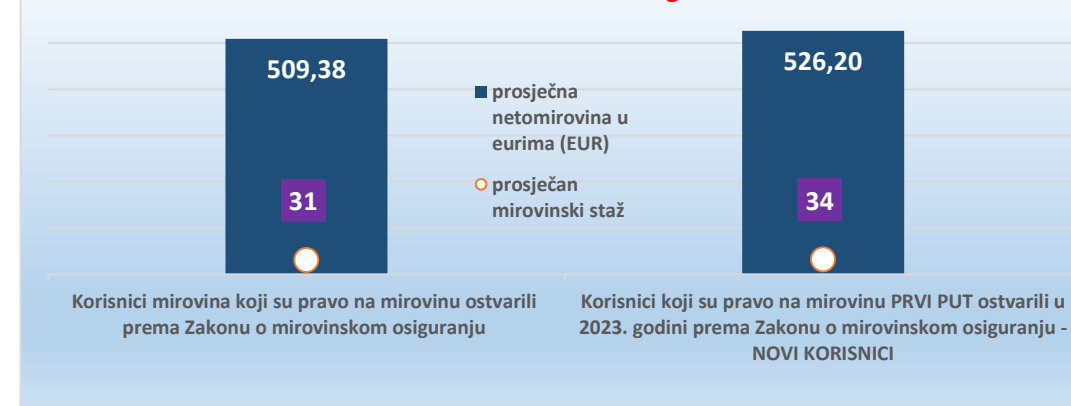 509,38
526,20
prosječna
netomirovina u
eurima (EUR)
prosječan
mirovinski staž
31
34
Korisnici mirovina koji su pravo na mirovinu ostvarili
prema Zakonu o mirovinskom osiguranju
Korisnici koji su pravo na mirovinu PRVI PUT ostvarili u
2023. godini prema Zakonu o mirovinskom osiguranju -
NOVI KORISNICI